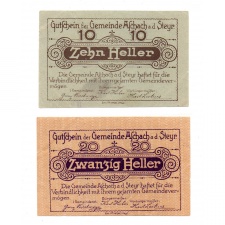 Gutschein der Gemeinde Aschach a.d. Steyr
10 10
Zehn Heller
Die Gemeinde Aschach a.d. Steyr haftet für die
Verbindlichkeit mit ihrem gesamten Gemeindever-
mögen.
Gutschein der Gemeinde Aschach a.d. Steyr
20 20
Zwanzig Heller
Die Gemeinde Aschach a.d. Steyr haftet für die
Verbindlichkeit mit ihrem gesamten Gemeindever-
mögen.